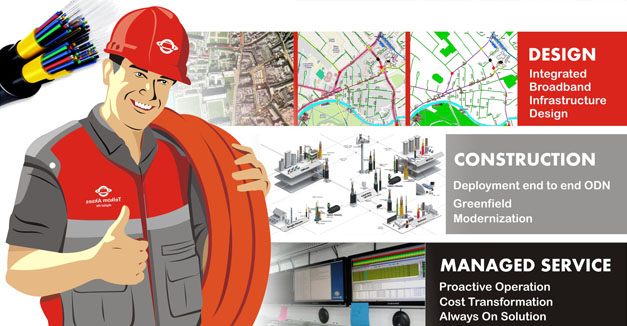 DESIGN
Integrated
Broadband
Infrastructure
Design
CONSTRUCTION
Deployment end to end ODN
Greenfield
Modernization
MANAGED SERVICE
Proactive Operation
Cost Transformation
Always On Solution
Telkom Akses